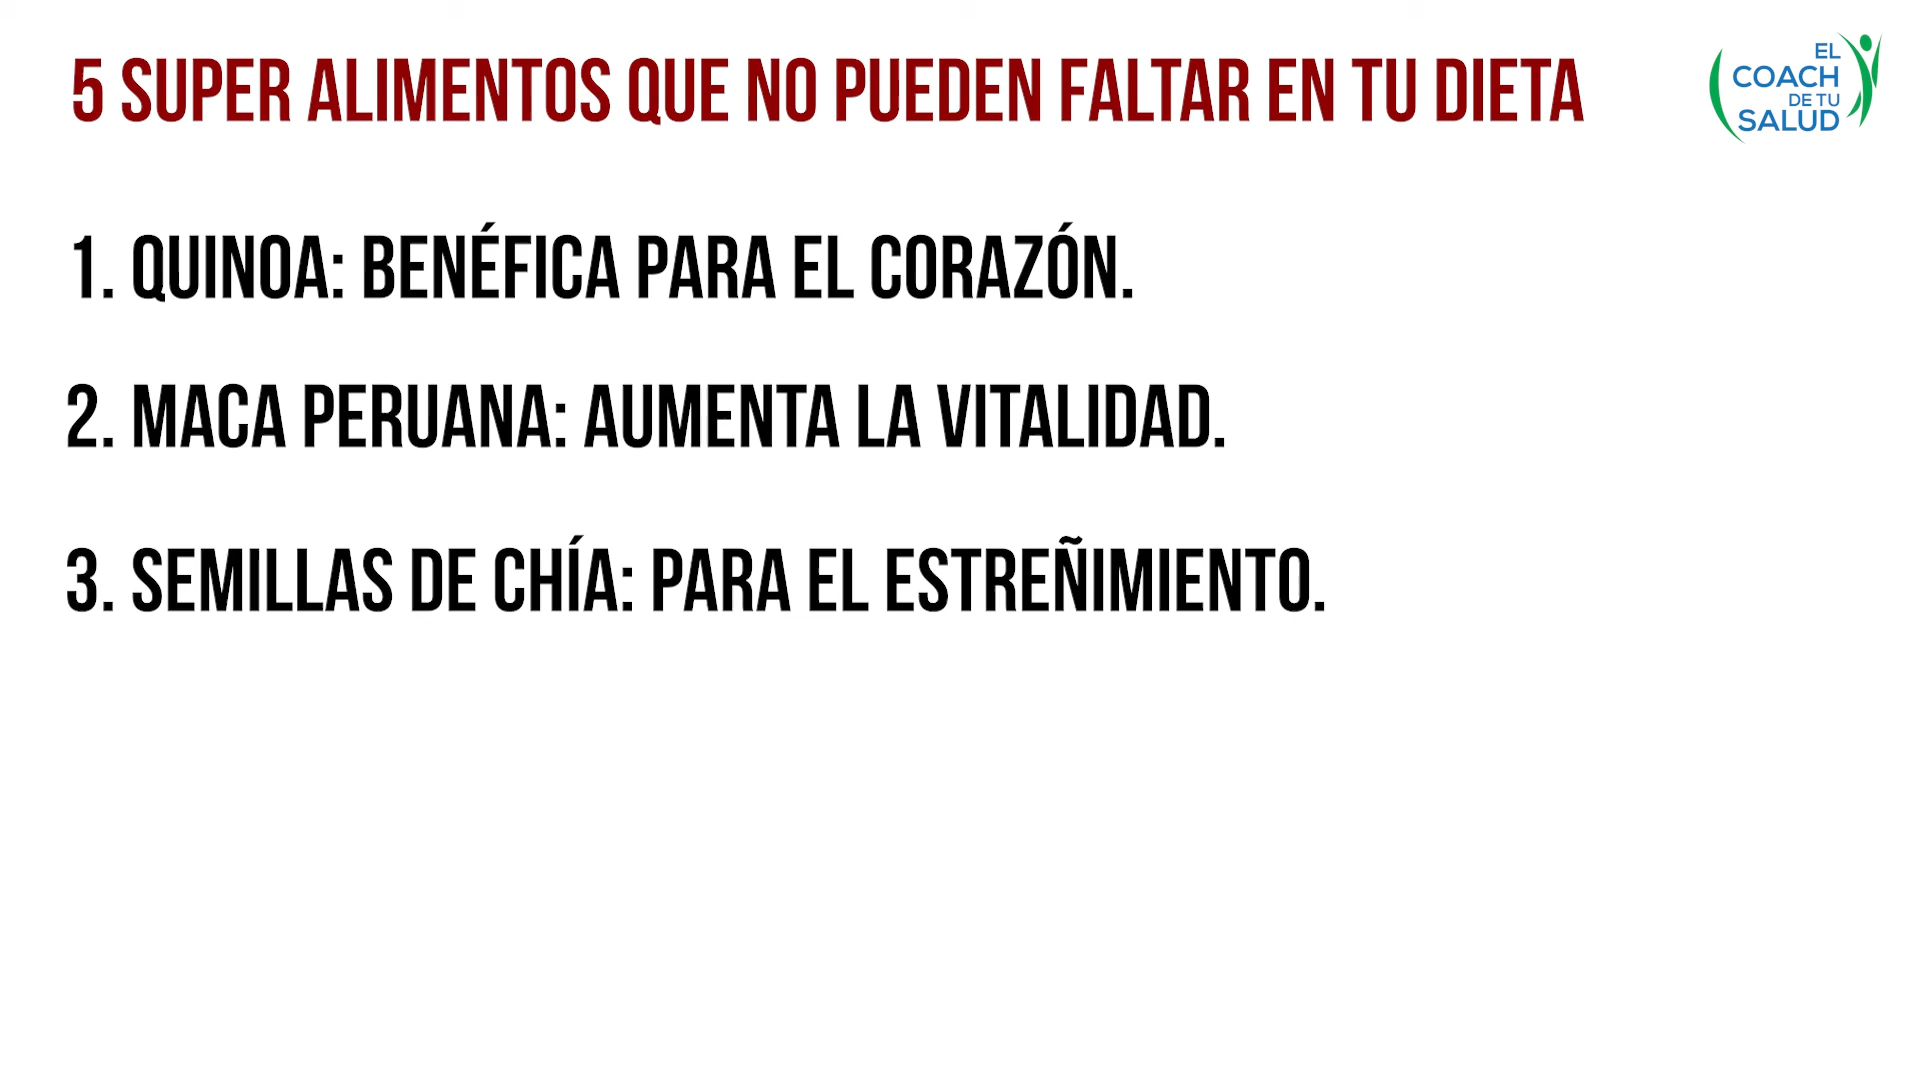 5 SUPER ALIMENTOS QUE NO PUEDEN FALTAR EN TU DIETA
EL
COACH
DE TU
SALUD
1. QUINOA: BENÉFICA PARA EL CORAZÓN.
2. MACA PERUANA: AUMENTA LA VITALIDAD.
3. SEMILLAS DE CHÍA: PARA EL ESTREÑIMIENTO.